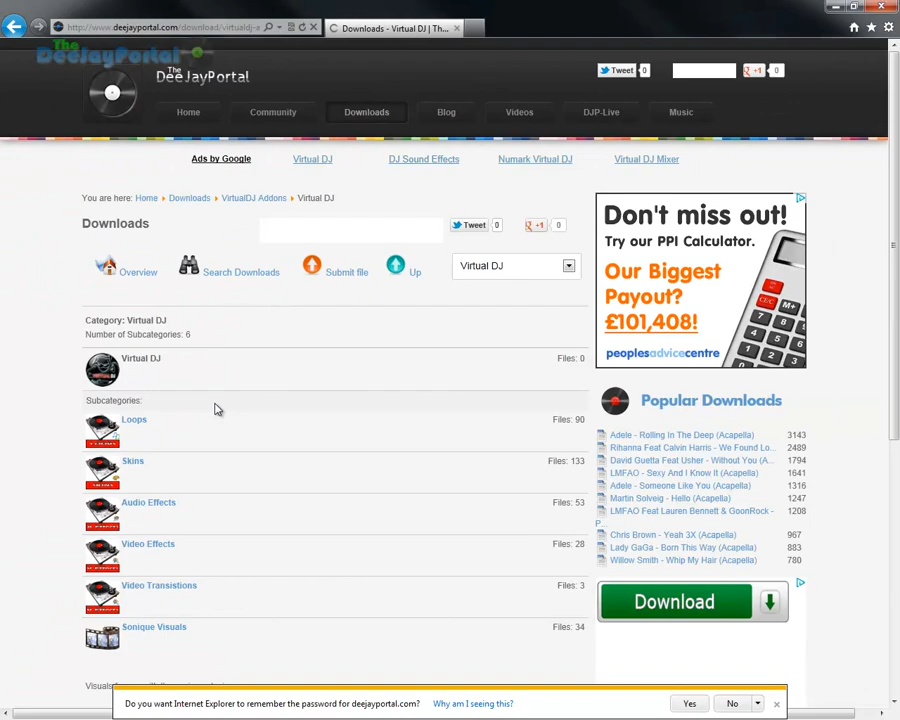 http://www.deejayportal.com/download/virtualdj-a
Downloads - Virtual DJ | Th...
The
DeeJayPortal
The
DeeJayPortal
Tweet 0
+1 0
Home
Community
Downloads
Blog
Videos
DJP-Live
Music
Ads by Google
Virtual DJ
DJ Sound Effects
Numark Virtual DJ
Virtual DJ Mixer
You are here: Home Downloads VirtualDJ Addons Virtual DJ
Downloads
Tweet 0
+1 0
Overview
Search Downloads
Submit file
Up
Virtual DJ
Category: Virtual DJ
Number of Subcategories: 6
Virtual DJ Files: 0
Subcategories:
Loops Files: 90
Skins Files: 133
Audio Effects Files: 53
Video Effects Files: 28
Video Transistions Files: 3
Sonique Visuals Files: 34
Don't miss out!
Try our PPI Calculator.
Our Biggest
Payout?
£101,408!
peoplesadvicecentre
Popular Downloads
Adele - Rolling In The Deep (Acapella) 3143
Rihanna Feat Calvin Harris - We Found Lo... 2489
David Guetta Feat Usher - Without You (A... 1794
LMFAO - Sexy And I Know It (Acapella) 1641
Adele - Someone Like You (Acapella) 1316
Martin Solveig - Hello (Acapella) 1247
LMFAO Feat Lauren Bennett & GoonRock - 1208
P...
Chris Brown - Yeah 3X (Acapella) 967
Lady GaGa - Born This Way (Acapella) 883
Willow Smith - Whip My Hair (Acapella) 780
Download
Do you want Internet Explorer to remember the password for deejayportal.com? Why am I seeing this?
Yes
No